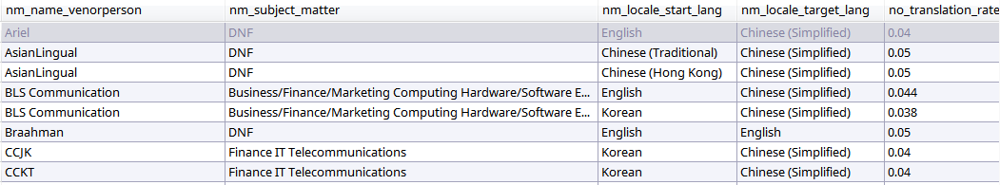 nm_name_venorperson nm_subject_matter nm_locale_start_lang nm_locale_target_lang no_translation_rate
Ariel DNF English Chinese (Simplified) 0.04
AsianLingual DNF Chinese (Traditional) Chinese (Simplified) 0.05
AsianLingual DNF Chinese (Hong Kong) Chinese (Simplified) 0.05
BLS Communication Business/Finance/Marketing Computing Hardware/Software E... English Chinese (Simplified) 0.044
BLS Communication Business/Finance/Marketing Computing Hardware/Software E... Korean Chinese (Simplified) 0.038
Braahman DNF English English 0.05
CCJK Finance IT Telecommunications Korean Chinese (Simplified) 0.04
CCKT Finance IT Telecommunications Korean Chinese (Simplified) 0.04